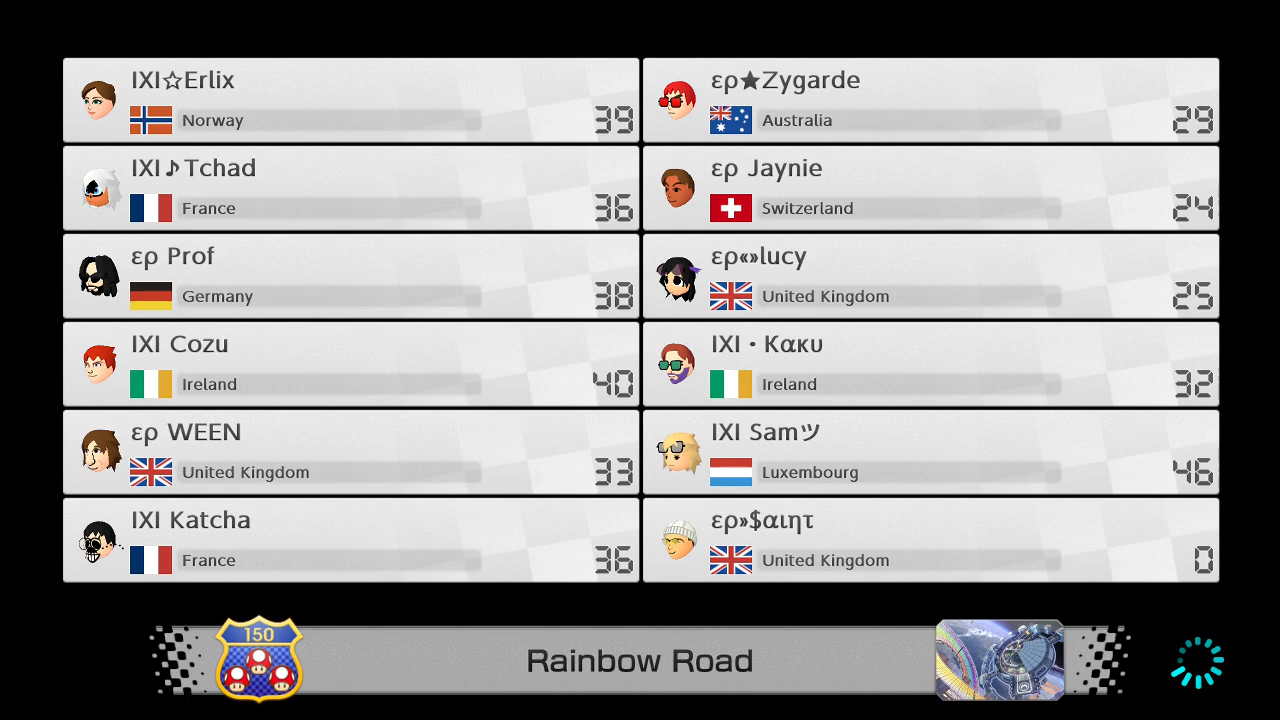 IXI☆Erlix
Norway
39
IXI♪Tchad
France
36
ερ Prof
Germany
38
IXI Cozu
Ireland
40
ερ WEEN
United Kingdom
33
IXI Katcha
France
36
ερ★Zygarde
Australia
29
ερ Jaynie
Switzerland
24
ερ«»lucy
United Kingdom
25
IXI・Κακυ
Ireland
32
IXI Samツ
Luxembourg
46
ερ»$αιητ
United Kingdom
0
150
Rainbow Road